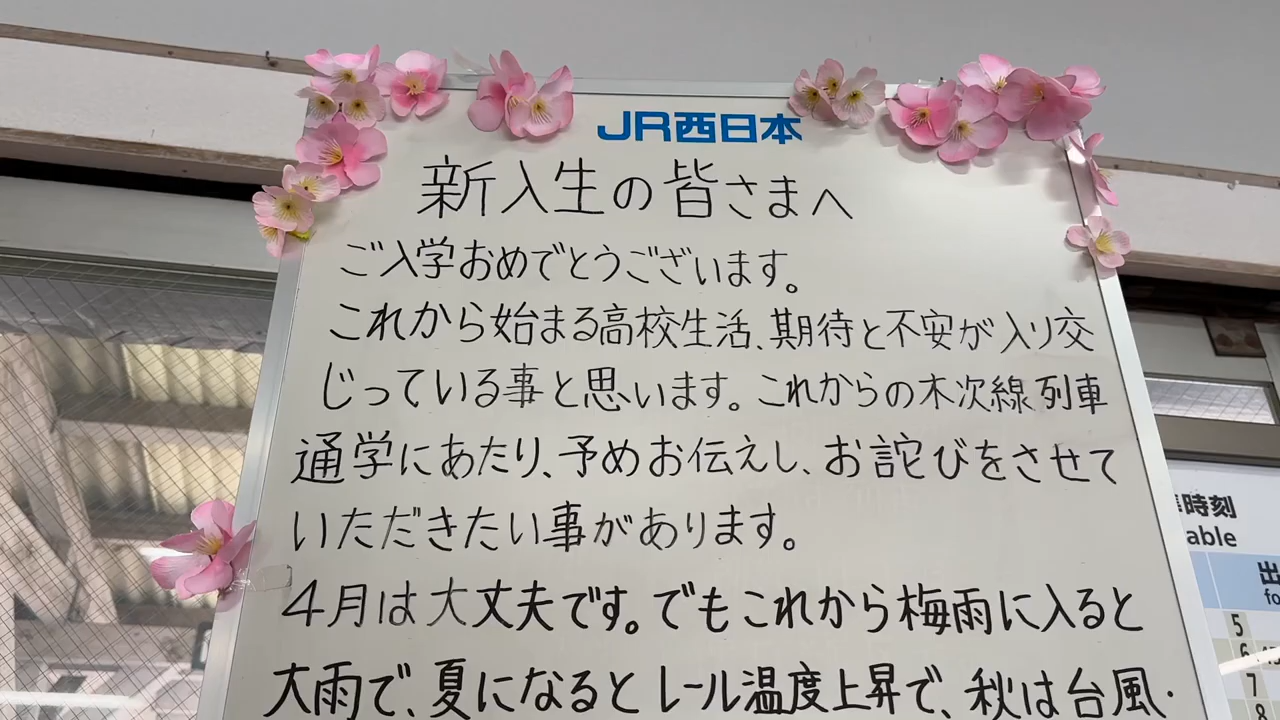 JR西日本
新入生の皆さまへ
ご入学おめでとうございます。
これから始まる高校生活、期待と不安が入り交
じっている事と思います。これからの木次線列車
通学にあたり、予めお伝えし、お詫びをさせて
いただきたい事があります。
4月は大丈夫です。でもこれから梅雨に入ると
大雨で、夏になるとレール温度上昇で、秋は台風・
時刻
able
5
6
7
8